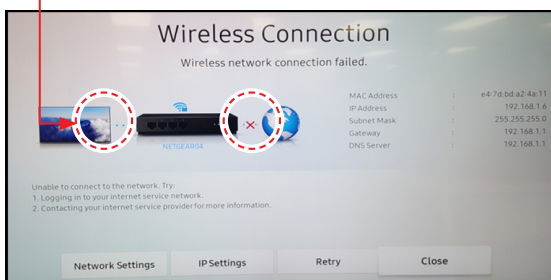 Wireless Connection
Wireless network connection failed.
MAC Address : e4:7d:bd:a2:4a:11
IP Address : 192.168.1.6
Subnet Mask : 255.255.255.0
Gateway : 192.168.1.1
DNS Server : 192.168.1.1
NETGEAR04
Unable to connect to the network. Try:
1. Logging in to your internet service network.
2. Contacting your internet service provider for more information.
Network Settings IP Settings Retry Close